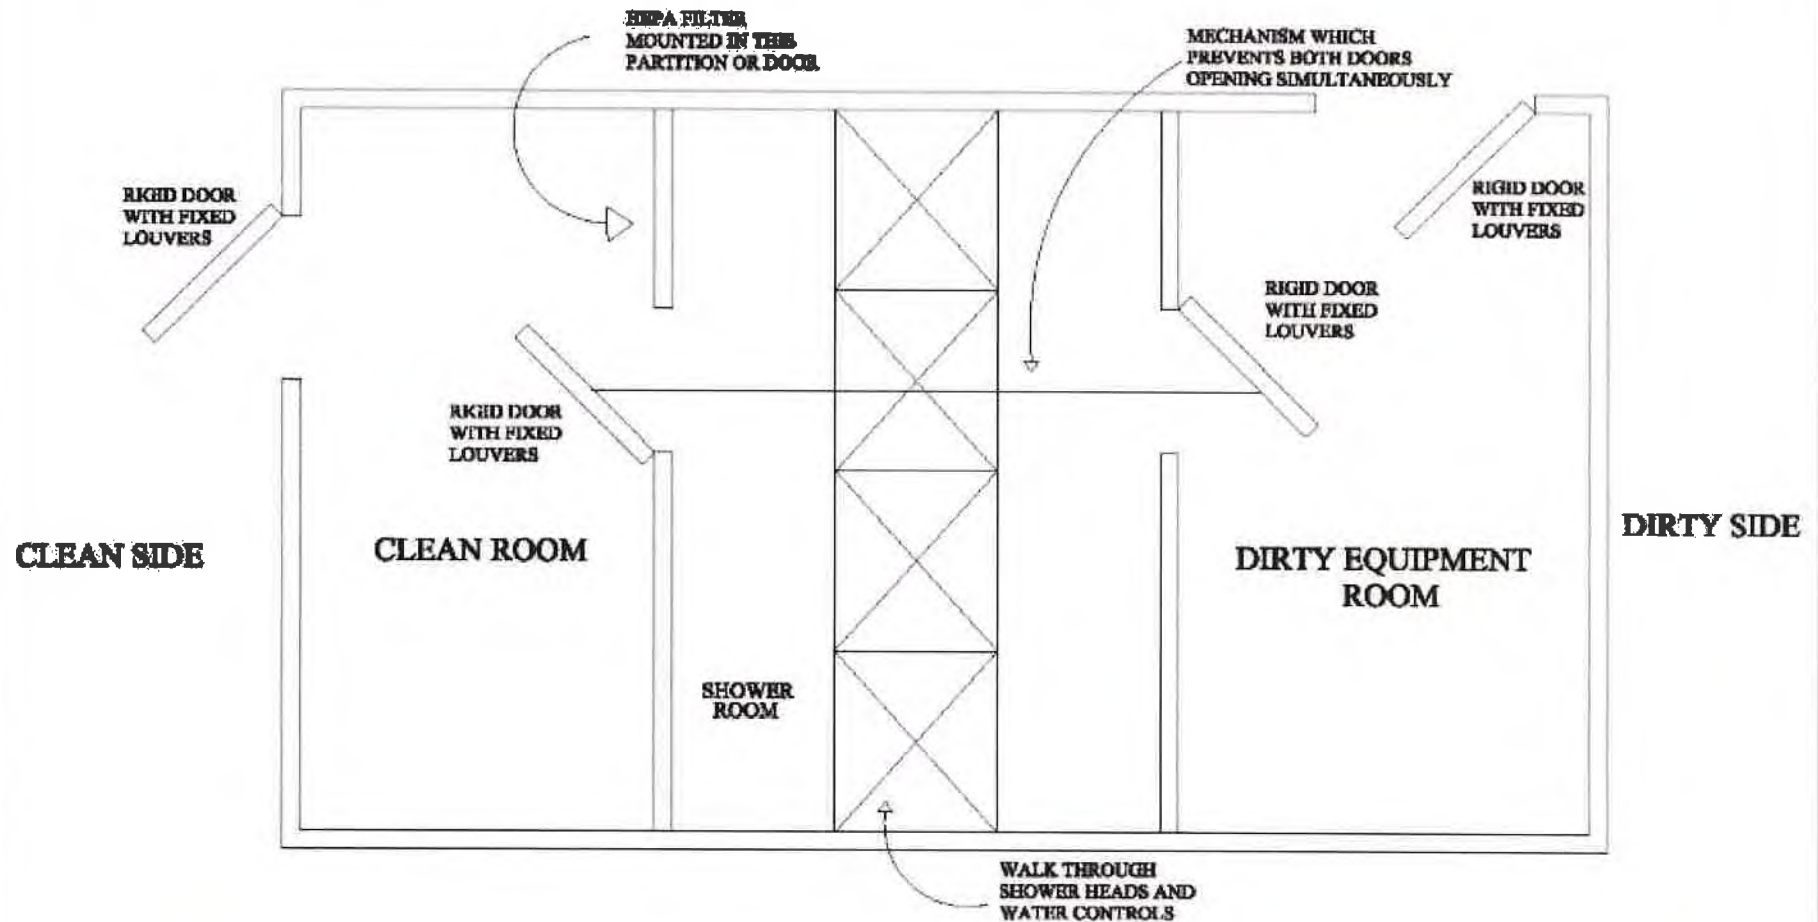 HEPA FILTER
MOUNTED IN THIS
PARTITION OR DOOR
MECHANISM WHICH
PREVENTS BOTH DOORS
OPENING SIMULTANEOUSLY
RIGID DOOR
WITH FIXED
LOUVERS
RIGID DOOR
WITH FIXED
LOUVERS
RIGID DOOR
WITH FIXED
LOUVERS
RIGID DOOR
WITH FIXED
LOUVERS
CLEAN SIDE
CLEAN ROOM
DIRTY EQUIPMENT
ROOM
DIRTY SIDE
SHOWER
ROOM
WALK THROUGH
SHOWER HEADS AND
WATER CONTROLS